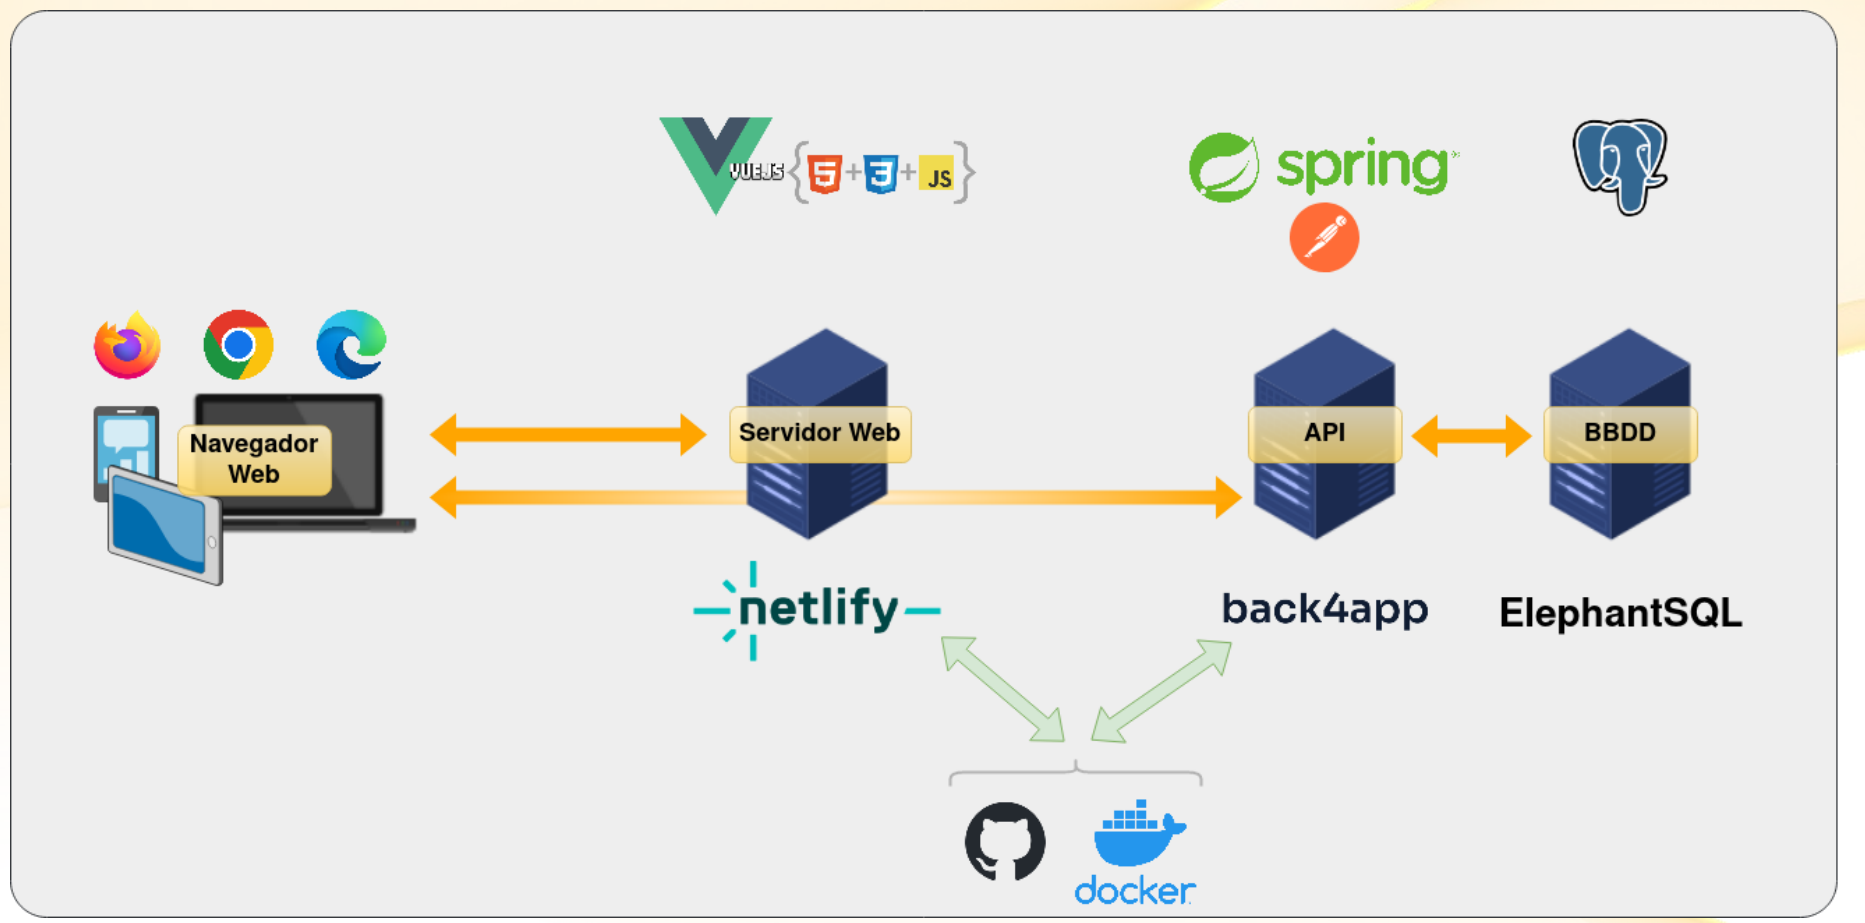 VUEJS
5
3
JS
spring
Navegador
Web
Servidor Web
API
BBDD
netlify
back4app
ElephantSQL
docker